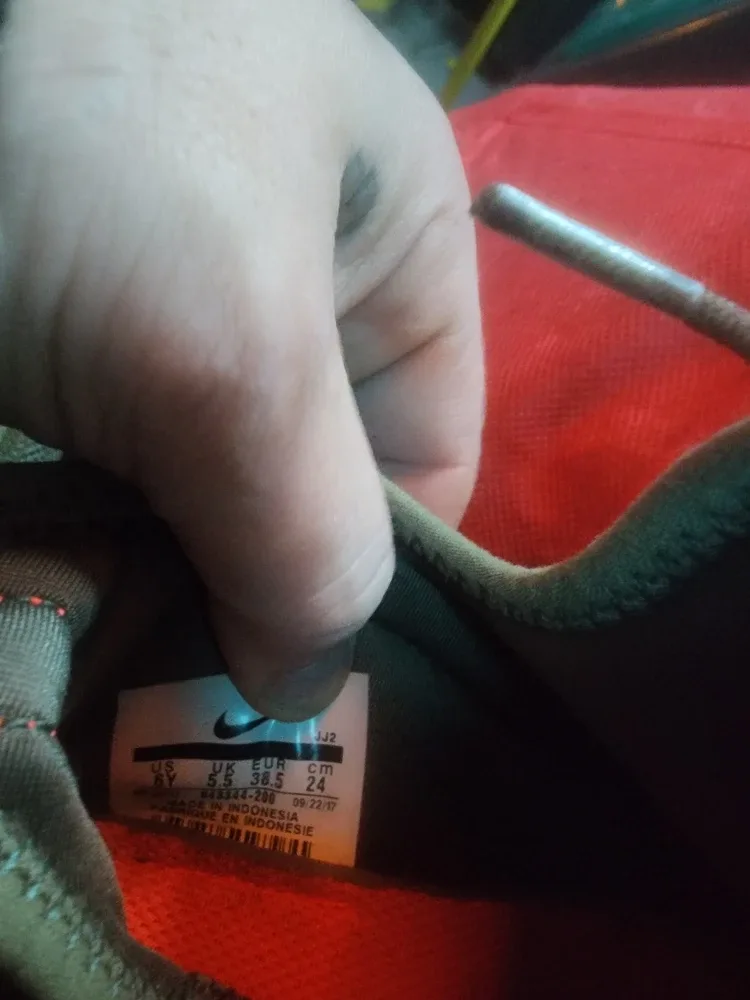 JJ2
US UK EUR cm
6Y 5.5 38.5 24
09/22/17
MADE IN INDONESIA
EN INDONESIE